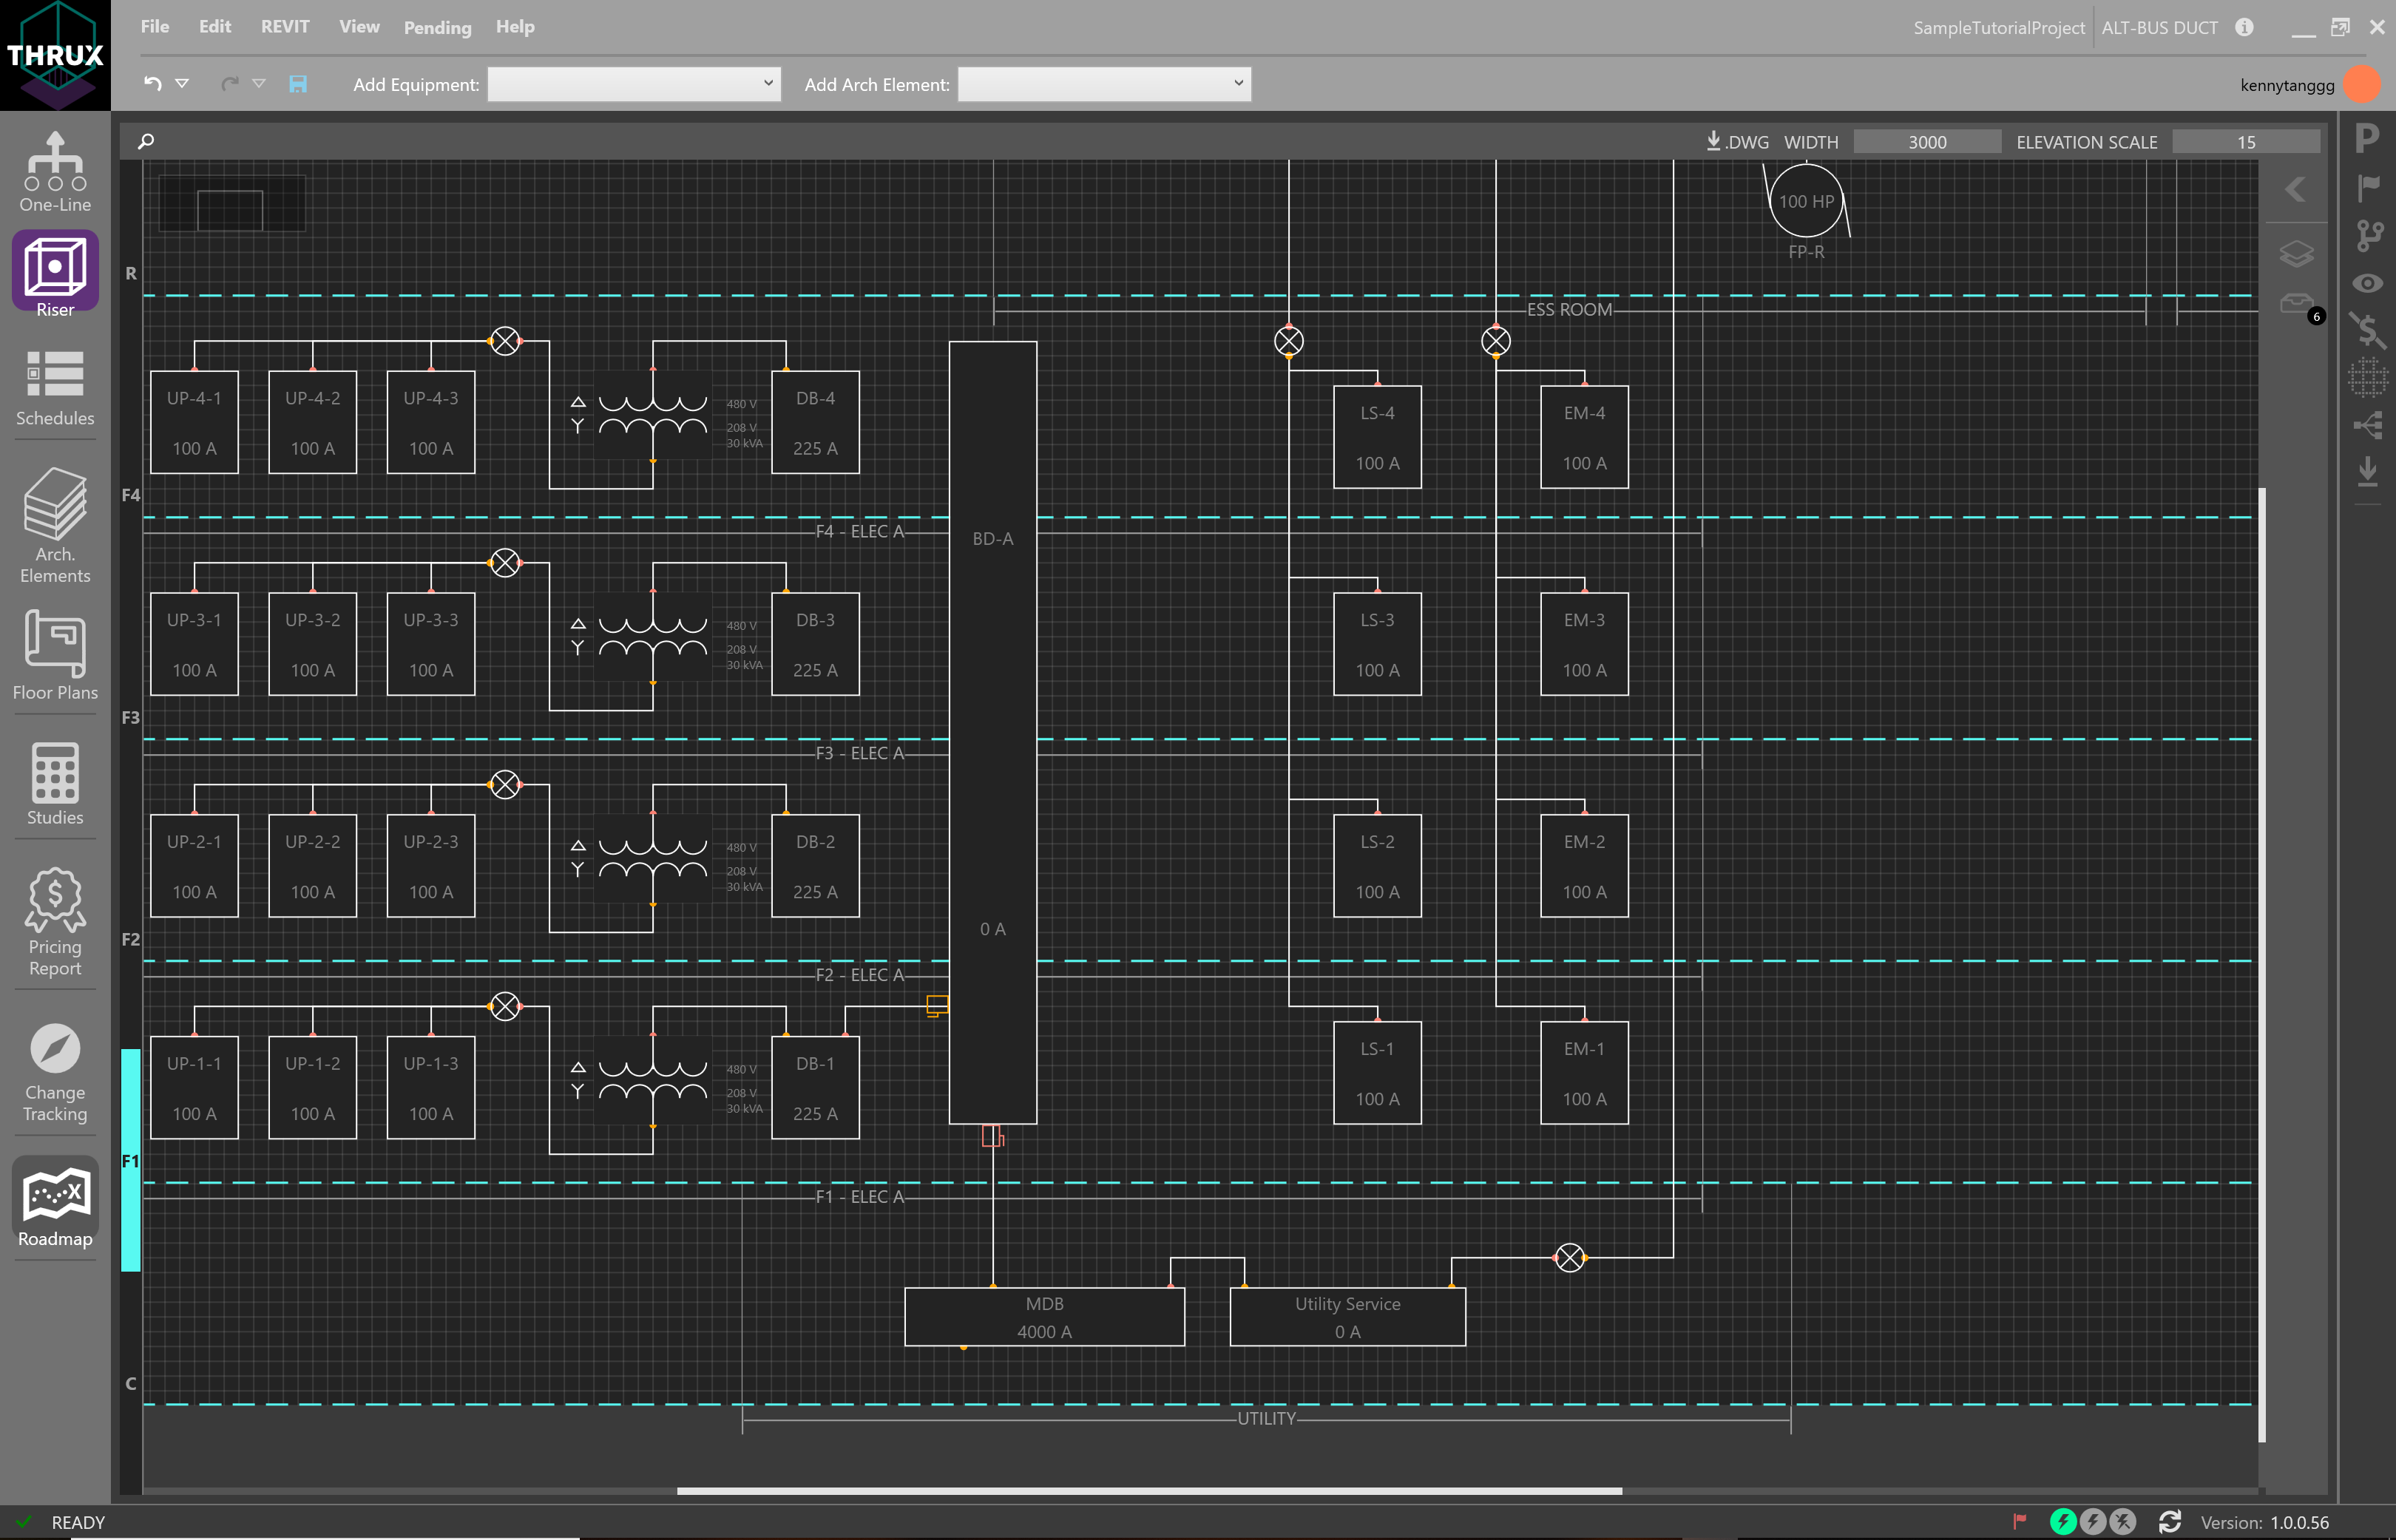 THRUX
File Edit REVIT View Pending Help
SampleTutorialProject ALT-BUS DUCT
Add Equipment: Add Arch Element:
kennytanggg
.DWG WIDTH 3000 ELEVATION SCALE 15
P
One-Line
Riser
Schedules
Arch.
Elements
Floor Plans
Studies
Pricing
Report
Change
Tracking
Roadmap
6
100 HP
FP-R
R
ESS ROOM
UP-4-1 UP-4-2 UP-4-3 480 V DB-4 LS-4 EM-4
208 V
100 A 100 A 100 A 30 kVA 225 A 100 A 100 A
F4
F4 - ELEC A
BD-A
UP-3-1 UP-3-2 UP-3-3 480 V DB-3 LS-3 EM-3
208 V
100 A 100 A 100 A 30 kVA 225 A 100 A 100 A
F3
F3 - ELEC A
UP-2-1 UP-2-2 UP-2-3 480 V DB-2 LS-2 EM-2
208 V
100 A 100 A 100 A 30 kVA 225 A 100 A 100 A
0 A
F2
F2 - ELEC A
UP-1-1 UP-1-2 UP-1-3 480 V DB-1 LS-1 EM-1
208 V
100 A 100 A 100 A 30 kVA 225 A 100 A 100 A
F1
F1 - ELEC A
MDB Utility Service
4000 A 0 A
C
UTILITY
READY
Version: 1.0.0.56